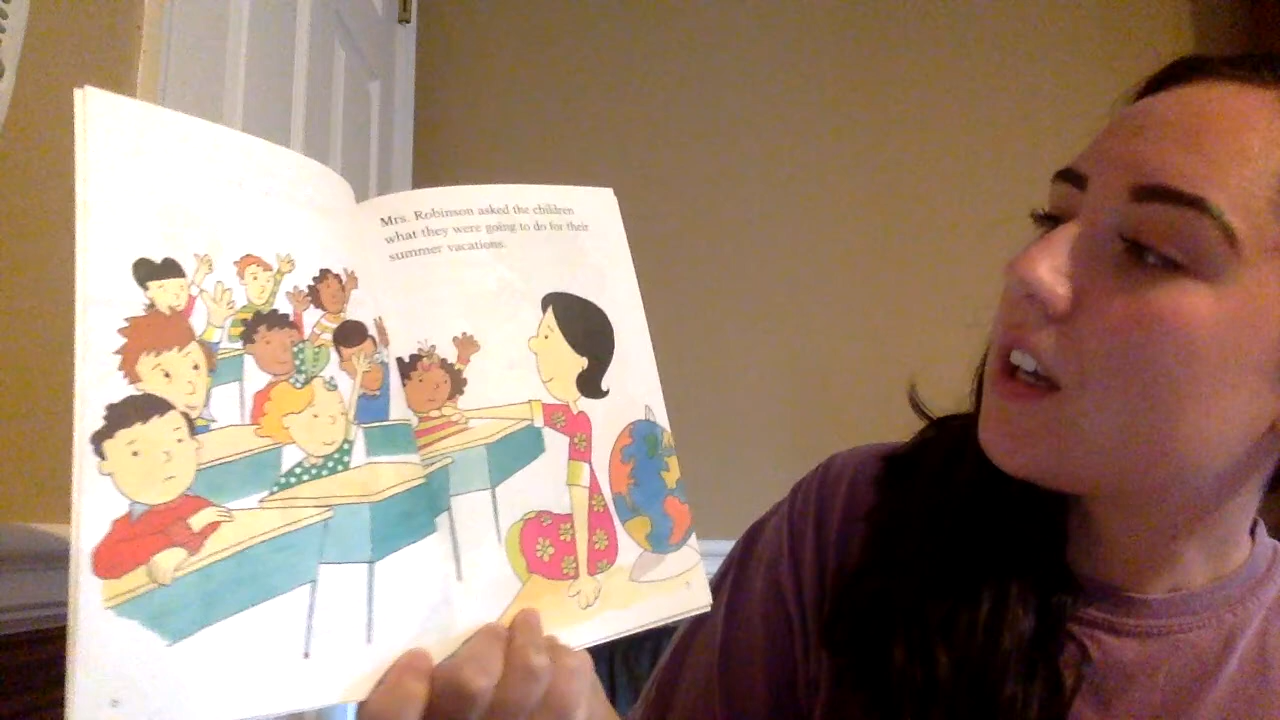 Mrs. Robinson asked the children
what they were going to do for their
summer vacations.